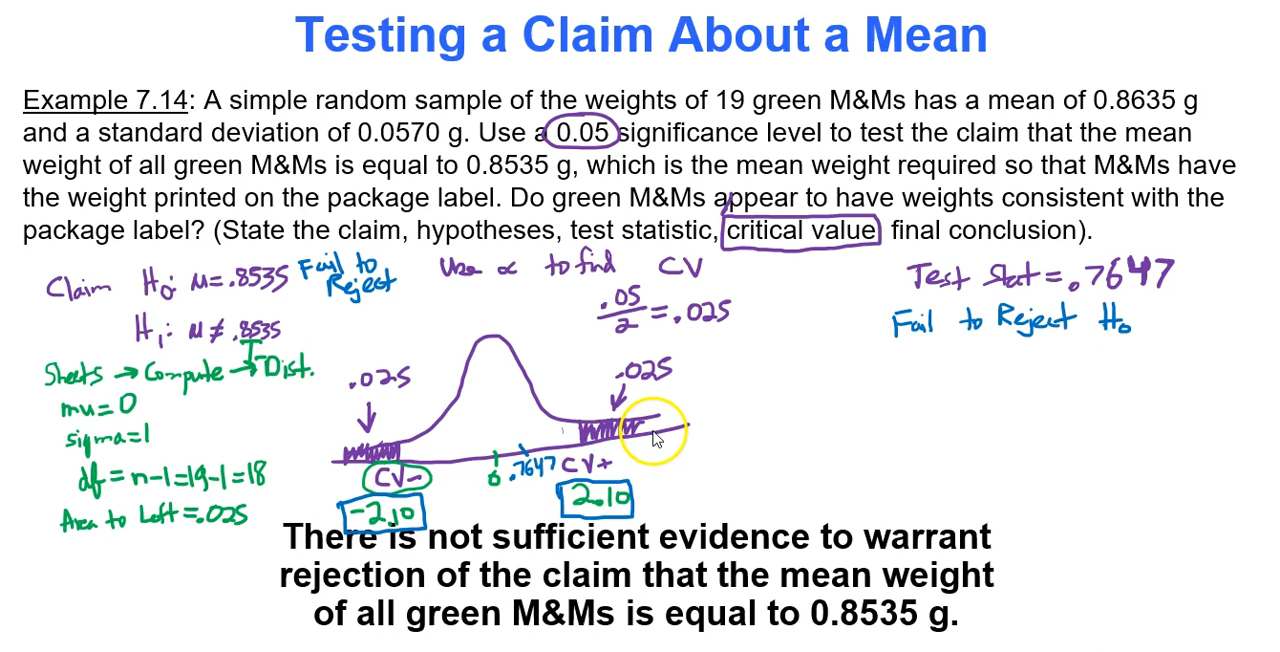 Testing a Claim About a Mean
Example 7.14: A simple random sample of the weights of 19 green M&Ms has a mean of 0.8635 g
and a standard deviation of 0.0570 g. Use a 0.05 significance level to test the claim that the mean
weight of all green M&Ms is equal to 0.8535 g, which is the mean weight required so that M&Ms have
the weight printed on the package label. Do green M&Ms appear to have weights consistent with the
package label? (State the claim, hypotheses, test statistic, critical value, final conclusion).
Claim H₀: μ = .8535 Fail to Reject
H₁: μ ≠ .8535
Use ∝ to find CV
.05/2 = .025
Test Stat = .7647
Fail to Reject H₀
Sheets → Compute → T-Dist.
mu = 0
sigma = 1
df = n-1 = 19-1 = 18
Area to Left = .025
.025
.025
0 .7647
CV- CV+
-2.10 2.10
There is not sufficient evidence to warrant
rejection of the claim that the mean weight
of all green M&Ms is equal to 0.8535 g.